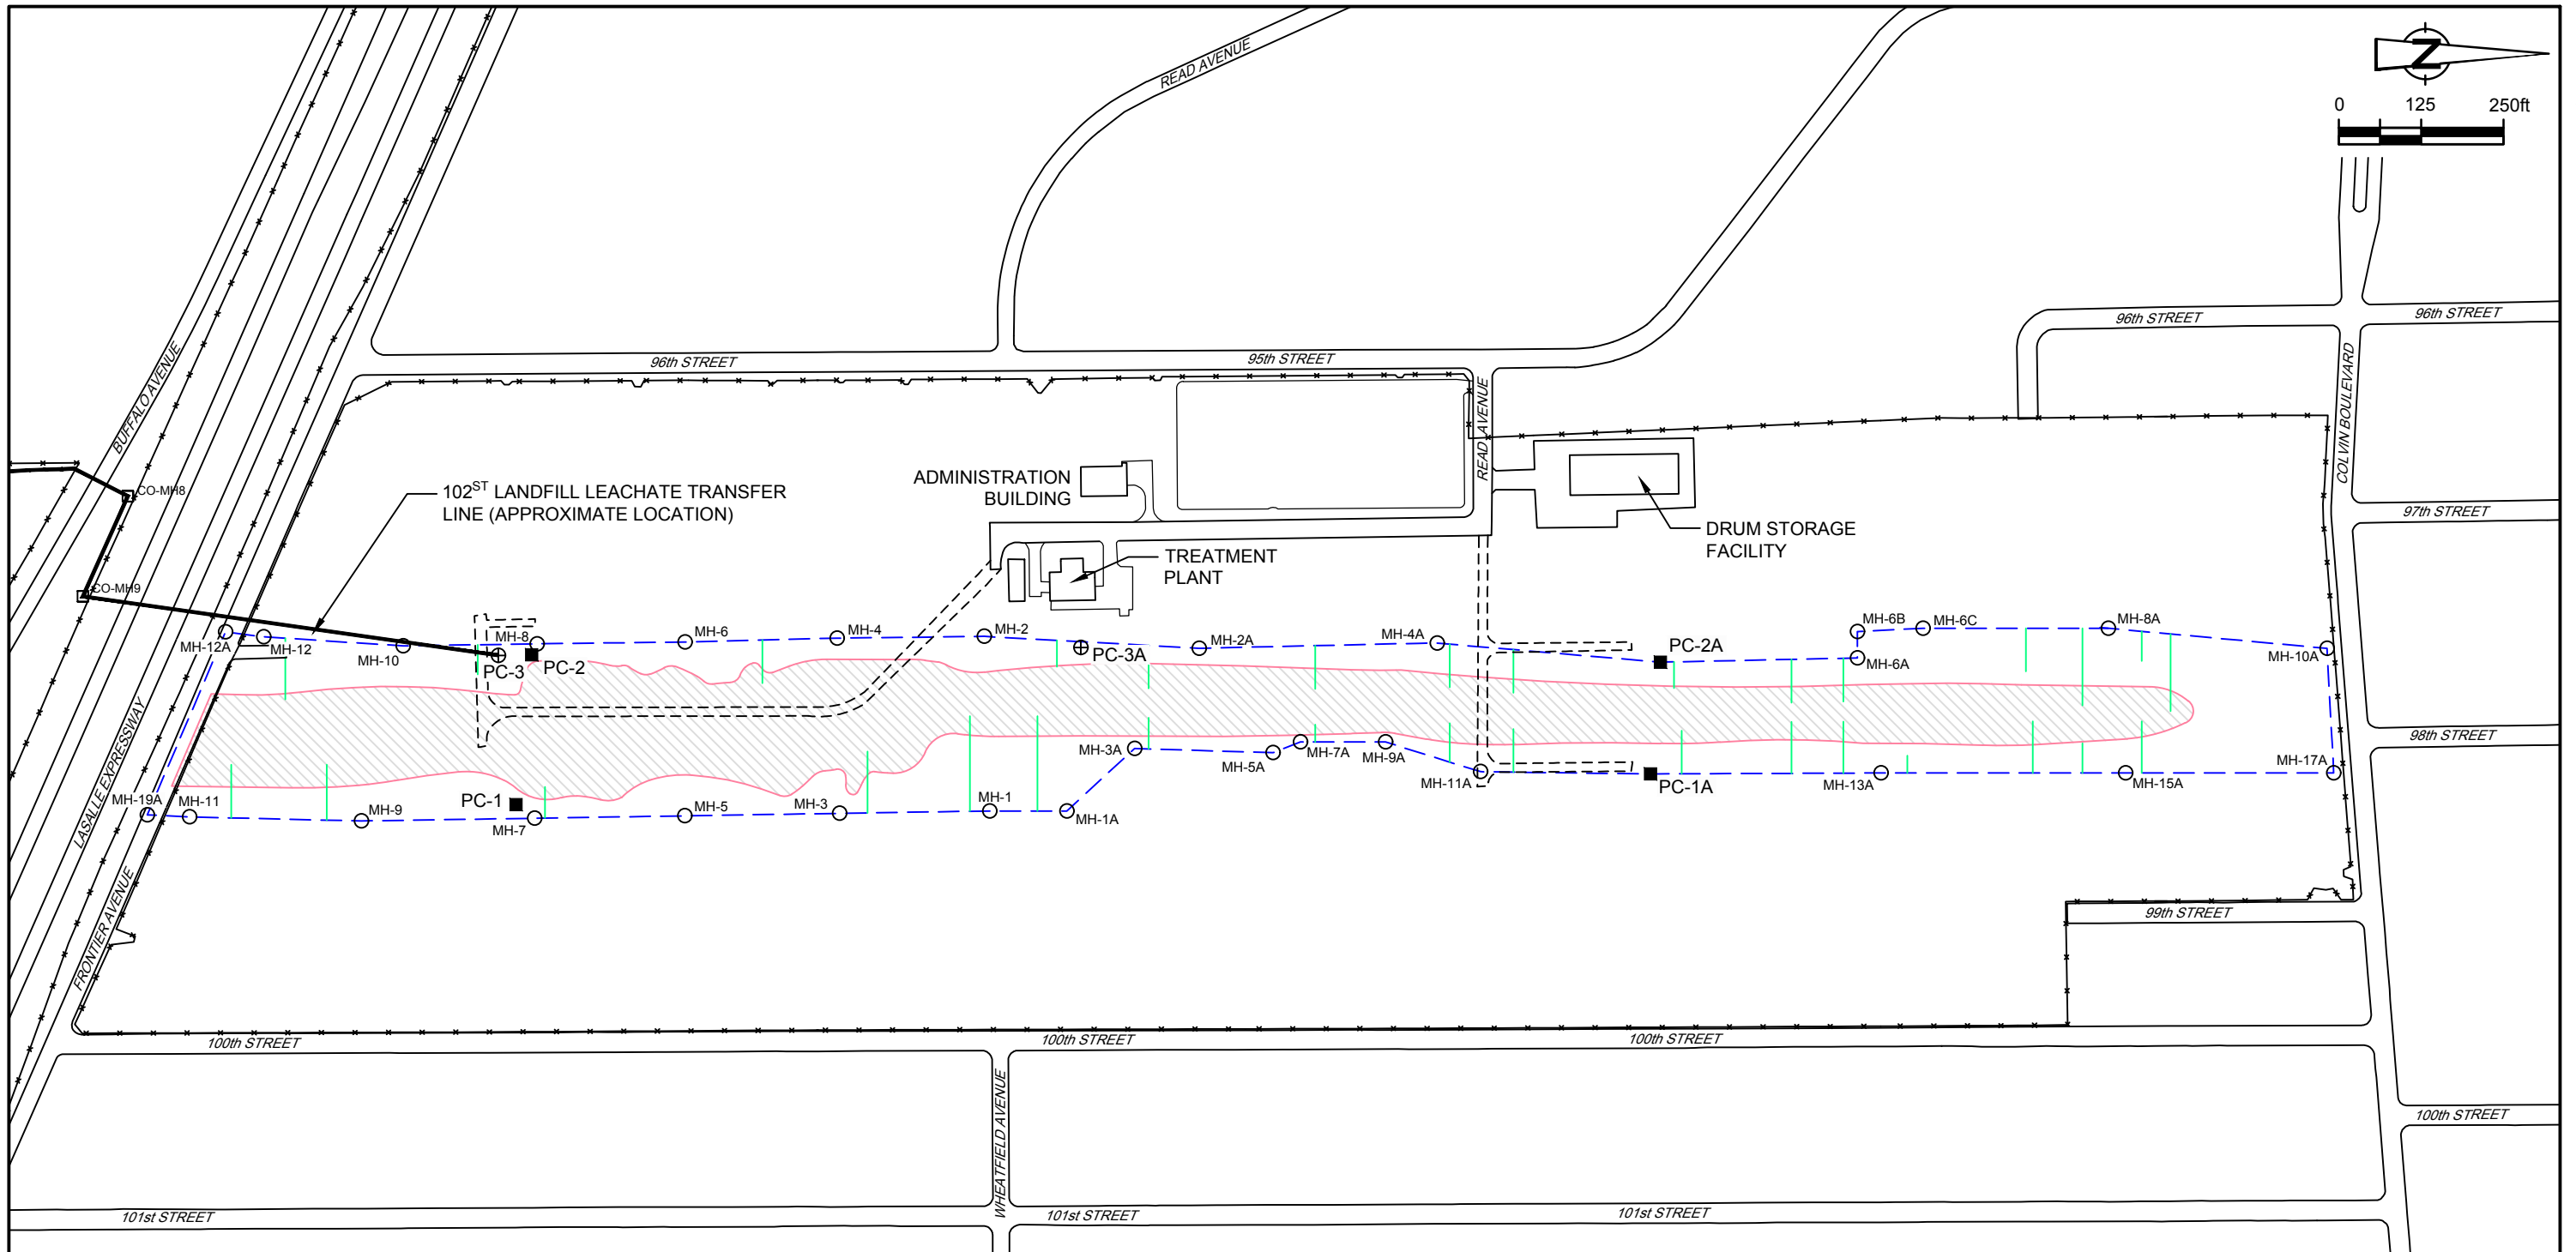 READ AVENUE
N
0 125 250ft
96th STREET
96th STREET
BUFFALO AVENUE
96th STREET
95th STREET
READ AVENUE
COLVIN BOULEVARD
ADMINISTRATION
BUILDING
102ST LANDFILL LEACHATE TRANSFER
LINE (APPROXIMATE LOCATION)
CO-MH8
97th STREET
DRUM STORAGE
FACILITY
TREATMENT
PLANT
CO-MH9
MH-12A
MH-12
MH-10
MH-8
PC-3
PC-2
MH-6
MH-4
MH-2
PC-3A
MH-2A
MH-4A
PC-2A
MH-6B
MH-6C
MH-6A
MH-8A
MH-10A
LASALLE EXPRESSWAY
98th STREET
MH-19A
MH-11
MH-9
PC-1
MH-7
MH-5
MH-3
MH-1
MH-1A
MH-3A
MH-5A
MH-7A
MH-9A
MH-11A
PC-1A
MH-13A
MH-15A
MH-17A
FRONTIER AVENUE
99th STREET
100th STREET
100th STREET
100th STREET
WHEATFIELD AVENUE
100th STREET
101st STREET
101st STREET
101st STREET